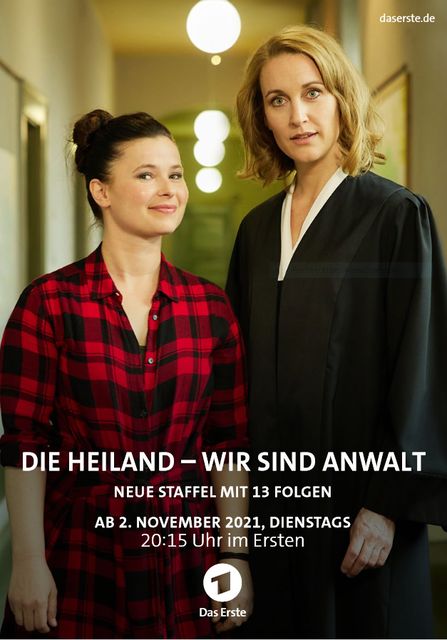 daserste.de
DIE HEILAND – WIR SIND ANWALT
NEUE STAFFEL MIT 13 FOLGEN
AB 2. NOVEMBER 2021, DIENSTAGS
20:15 Uhr im Ersten
1
Das Erste